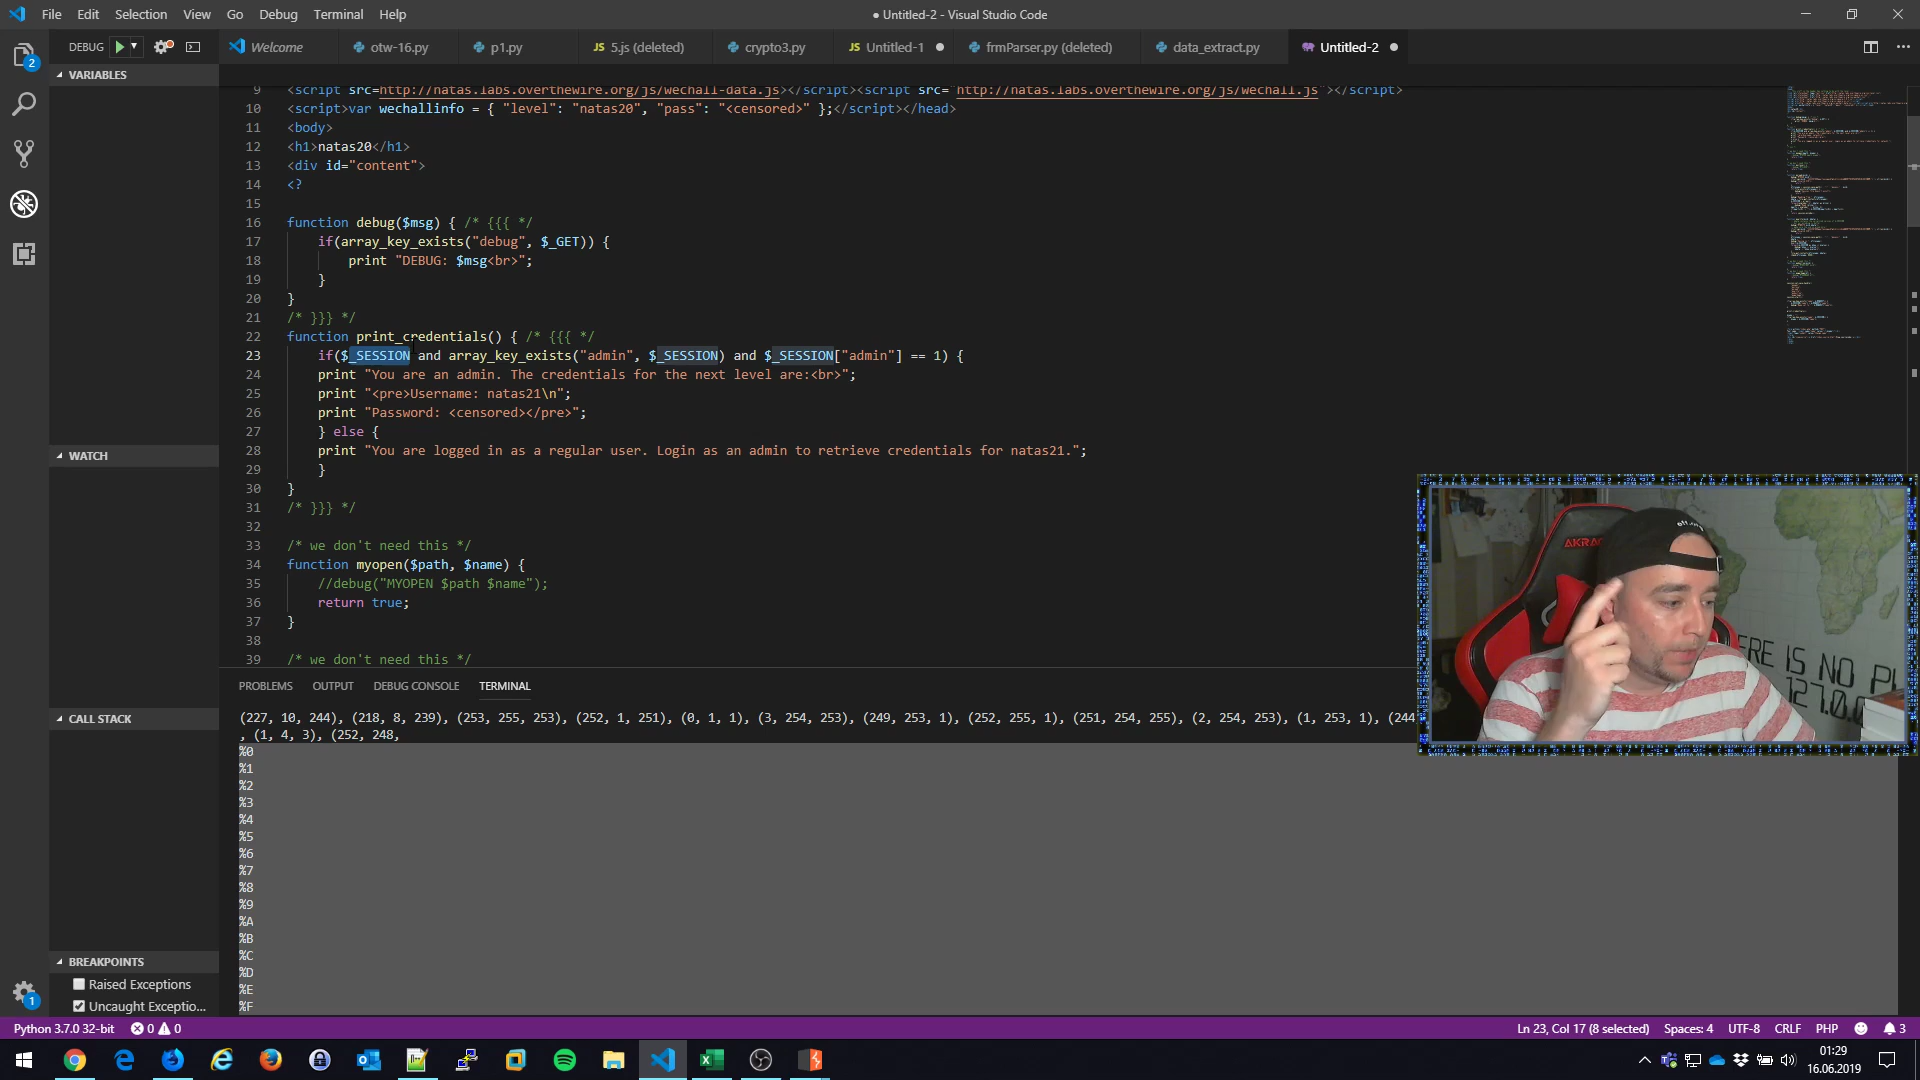 File Edit Selection View Go Debug Terminal Help
● Untitled-2 - Visual Studio Code
2
DEBUG
Welcome
otw-16.py
p1.py
JS 5.js (deleted)
crypto3.py
JS Untitled-1
frmParser.py (deleted)
data_extract.py
Untitled-2
VARIABLES
WATCH
CALL STACK
BREAKPOINTS
Raised Exceptions
Uncaught Exceptio...
9 <script src=http://natas.labs.overthewire.org/js/wechall-data.js></script><script src="http://natas.labs.overthewire.org/js/wechall.js"></script>
10 <script>var wechallinfo = { "level": "natas20", "pass": "<censored>" };</script></head>
11 <body>
12 <h1>natas20</h1>
13 <div id="content">
14 <?
15
16 function debug($msg) { /* {{{ */
17 if(array_key_exists("debug", $_GET)) {
18 print "DEBUG: $msg<br>";
19 }
20 }
21 /* }}} */
22 function print_credentials() { /* {{{ */
23 if($_SESSION and array_key_exists("admin", $_SESSION) and $_SESSION["admin"] == 1) {
24 print "You are an admin. The credentials for the next level are:<br>";
25 print "<pre>Username: natas21\n";
26 print "Password: <censored></pre>";
27 } else {
28 print "You are logged in as a regular user. Login as an admin to retrieve credentials for natas21.";
29 }
30 }
31 /* }}} */
32
33 /* we don't need this */
34 function myopen($path, $name) {
35 //debug("MYOPEN $path $name");
36 return true;
37 }
38
39 /* we don't need this */
PROBLEMS OUTPUT DEBUG CONSOLE TERMINAL
(227, 10, 244), (218, 8, 239), (253, 255, 253), (252, 1, 251), (0, 1, 1), (3, 254, 253), (249, 253, 1), (252, 255, 1), (251, 254, 255), (2, 254, 253), (1, 253, 1), (244
, (1, 4, 3), (252, 248,
%0
%1
%2
%3
%4
%5
%6
%7
%8
%9
%A
%B
%C
%D
%E
%F
AKRAC
ERE IS NO PL
127.0.0
1
Python 3.7.0 32-bit 0 0
Ln 23, Col 17 (8 selected) Spaces: 4 UTF-8 CRLF PHP 3
01:29
16.06.2019